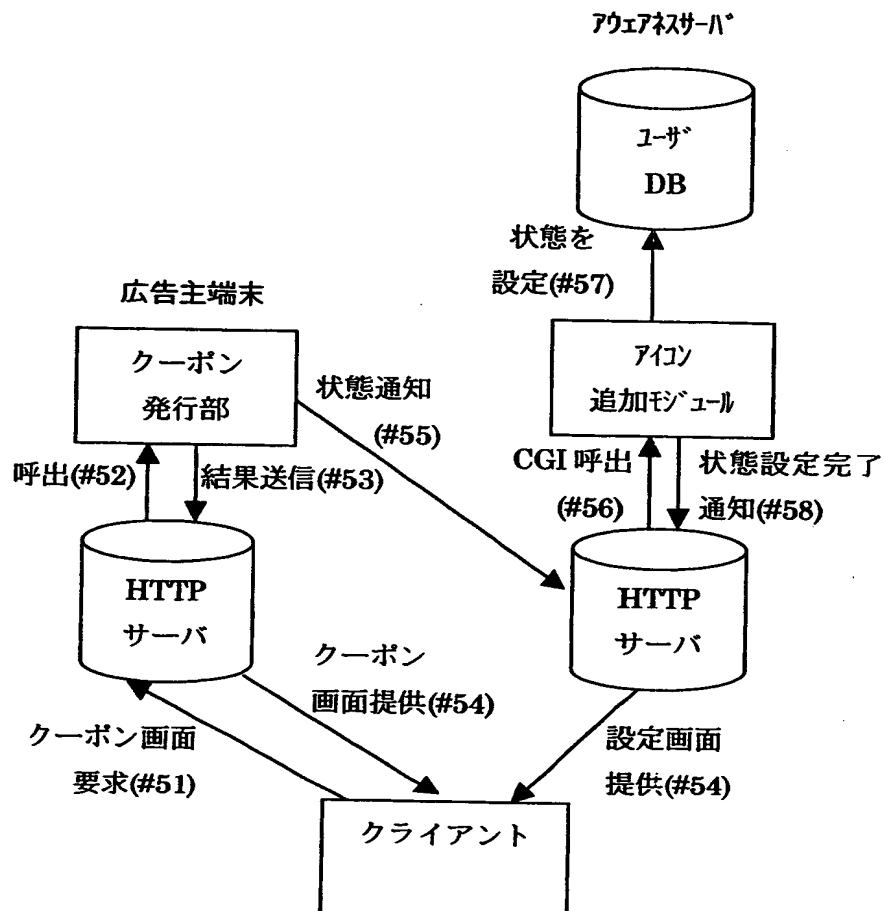 アウェアネスサーバ
ユーザ
DB
状態を
設定(#57)
広告主端末
クーポン
発行部
状態通知
(#55)
アイコン
追加モジュール
呼出(#52)
結果送信(#53)
CGI 呼出
(#56)
状態設定完了
通知(#58)
HTTP
サーバ
HTTP
サーバ
クーポン
画面提供(#54)
クーポン画面
要求(#51)
設定画面
提供(#54)
クライアント